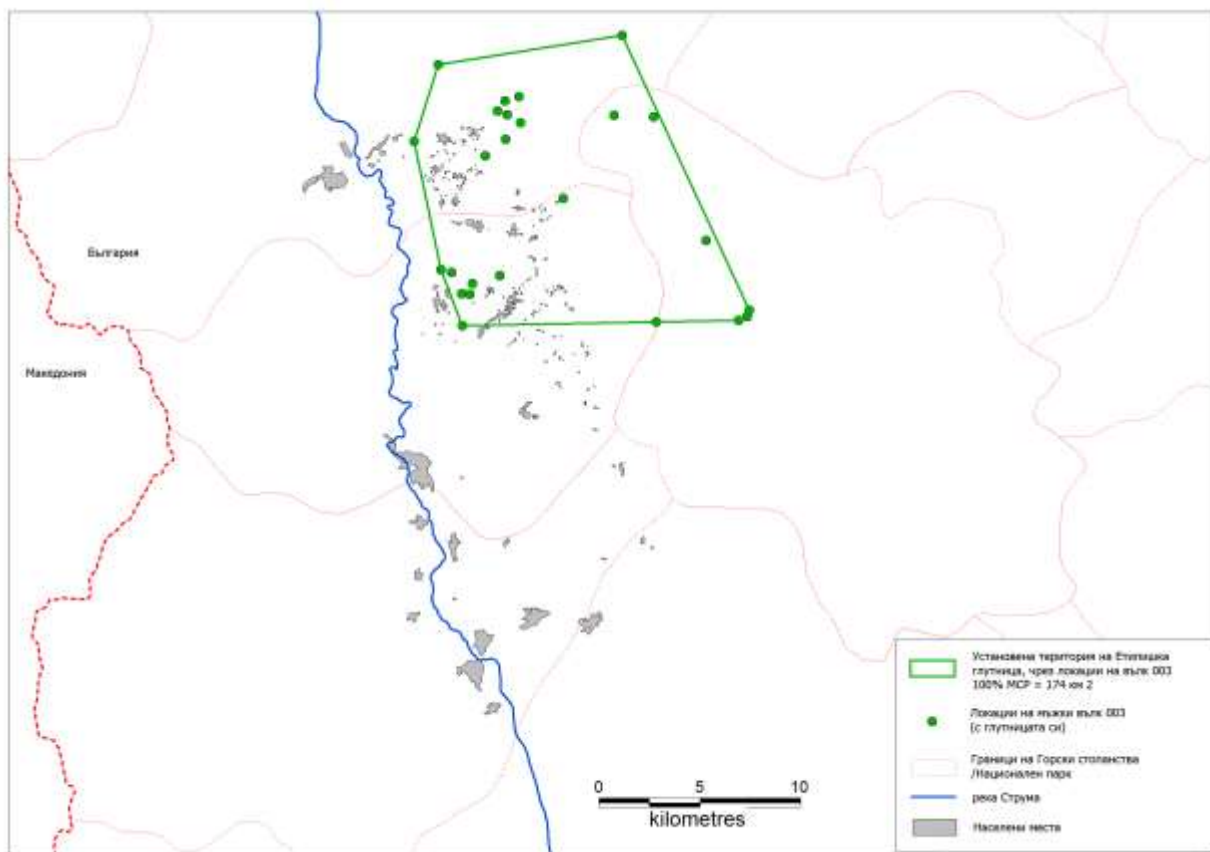 България
Македония
Установена територия на Етипишка
глутница, чрез локации на вълк 003
100% MCP = 174 км 2
Локации на мъжки вълк 003
(с глутницата си)
Граници на Горски стопанства
/Национален парк
река Струма
Населени места
0 5 10
kilometres